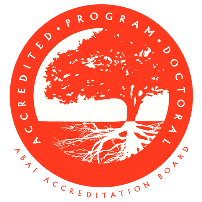 ACCREDITED • PROGRAM • DOCTORAL
ABAI ACCREDITATION BOARD